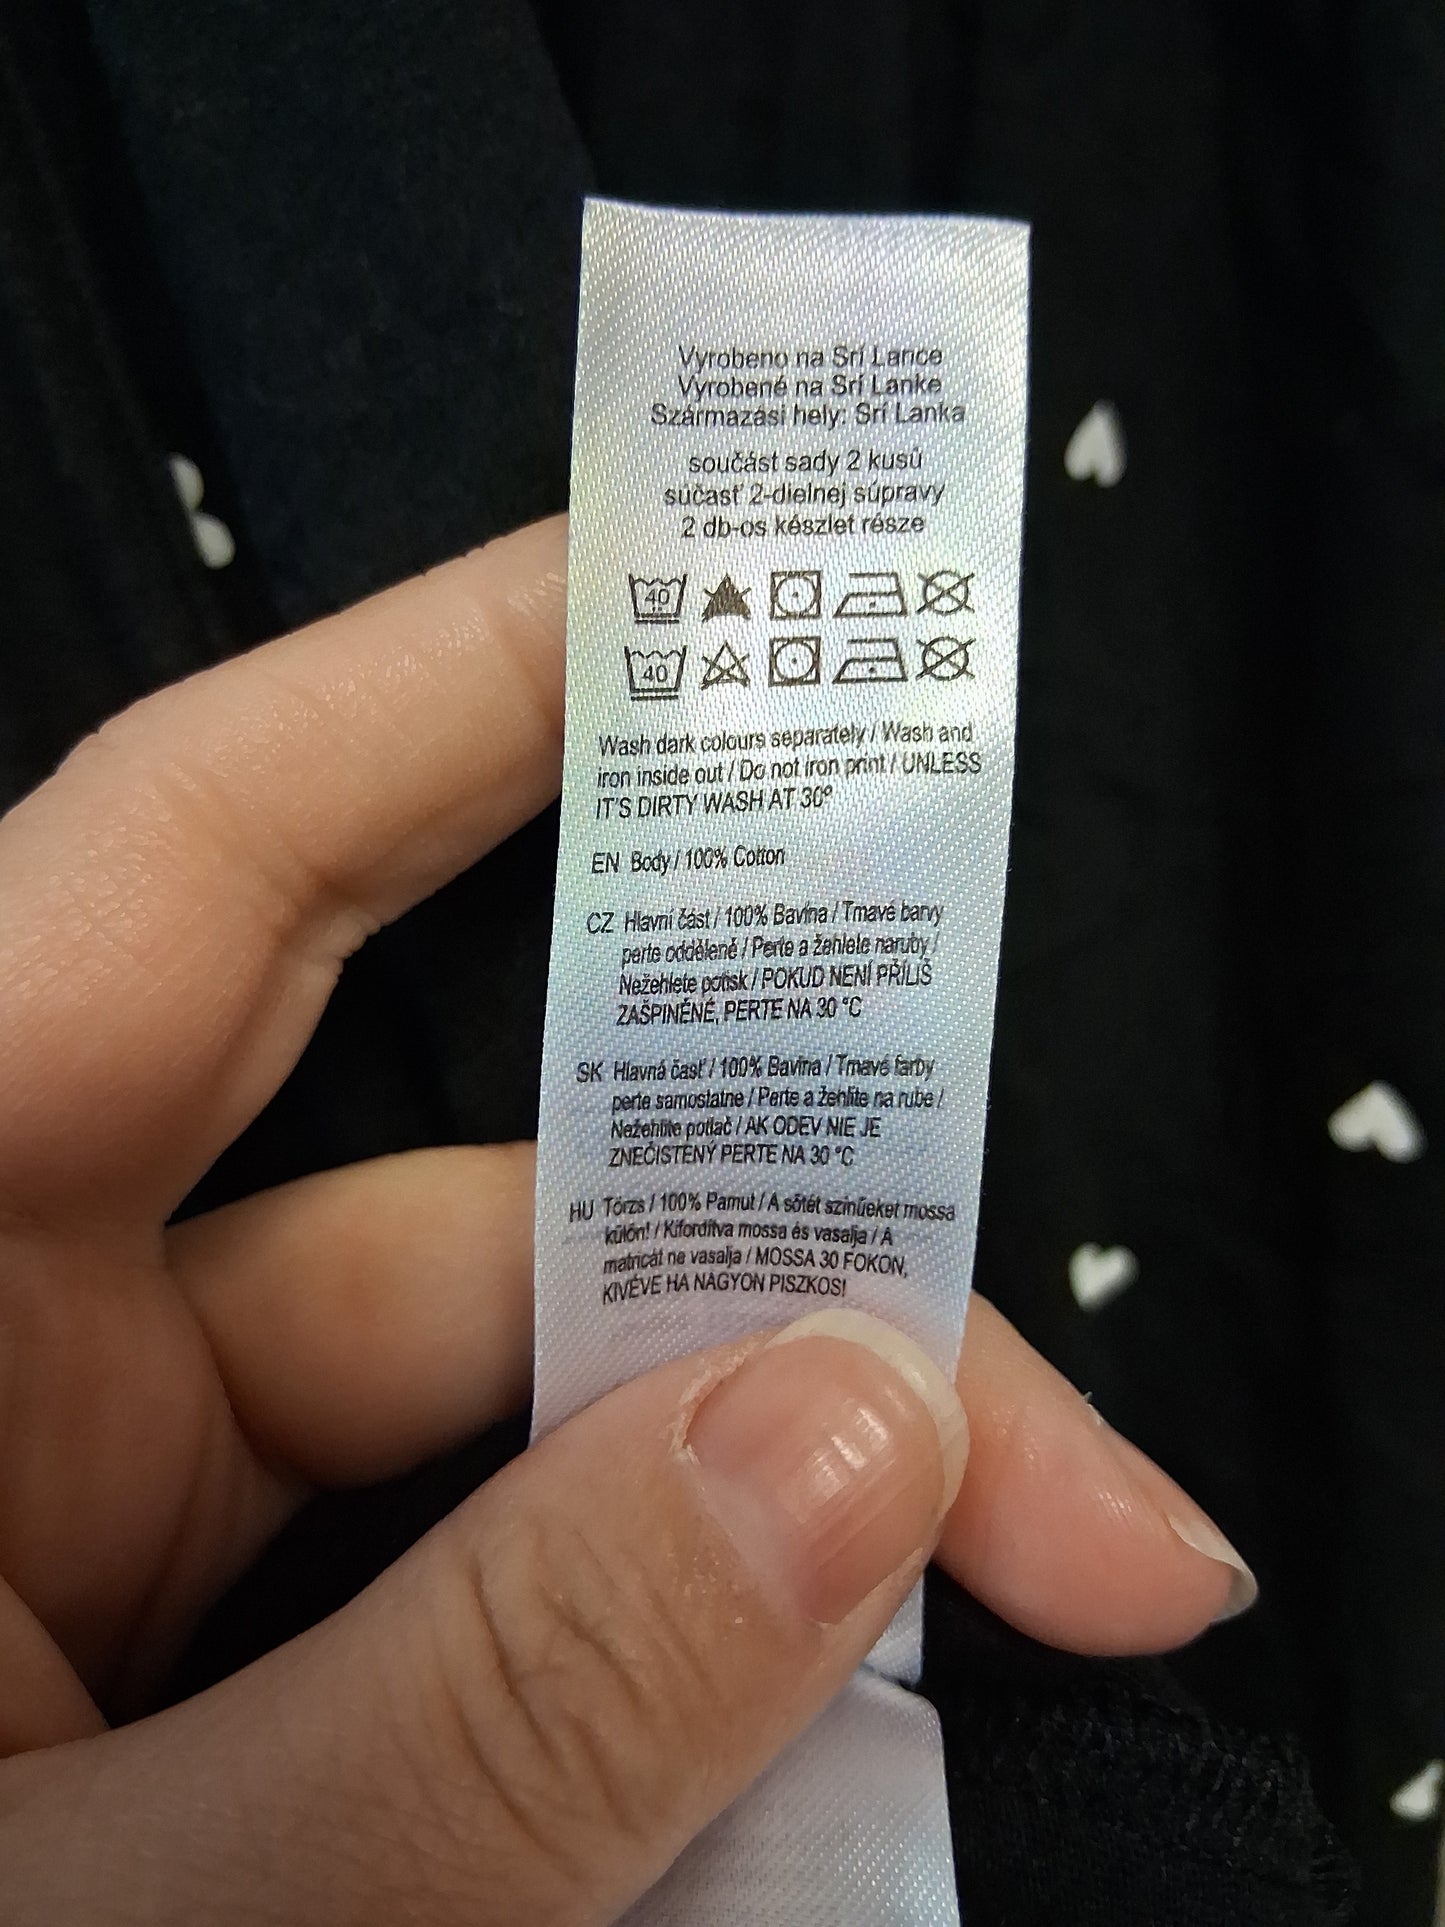 Vyrobeno na Srí Lance
Vyrobené na Srí Lanke
Származási hely: Srí Lanka
součást sady 2 kusů
súčasť 2-dielnej súpravy
2 db-os készlet része
40
40
Wash dark colours separately / Wash and
iron inside out / Do not iron print / UNLESS
IT'S DIRTY WASH AT 30º
EN Body / 100% Cotton
CZ Hlavní část / 100% Bavlna / Tmavé barvy
perte odděleně / Perte a žehlete naruby /
Nežehlete potisk / POKUD NENÍ PŘÍLIŠ
ZAŠPINĚNÉ, PERTE NA 30 °C
SK Hlavná časť / 100% Bavlna / Tmavé farby
perte samostatne / Perte a žehlite na rube /
Nežehlite potlač / AK ODEV NIE JE
ZNEČISTENÝ PERTE NA 30 °C
HU Törzs / 100% Pamut / A sötét színűeket mossa
külön! / Kifordítva mossa és vasalja / A
matricát ne vasalja / MOSSA 30 FOKON,
KIVÉVE HA NAGYON PISZKOS!